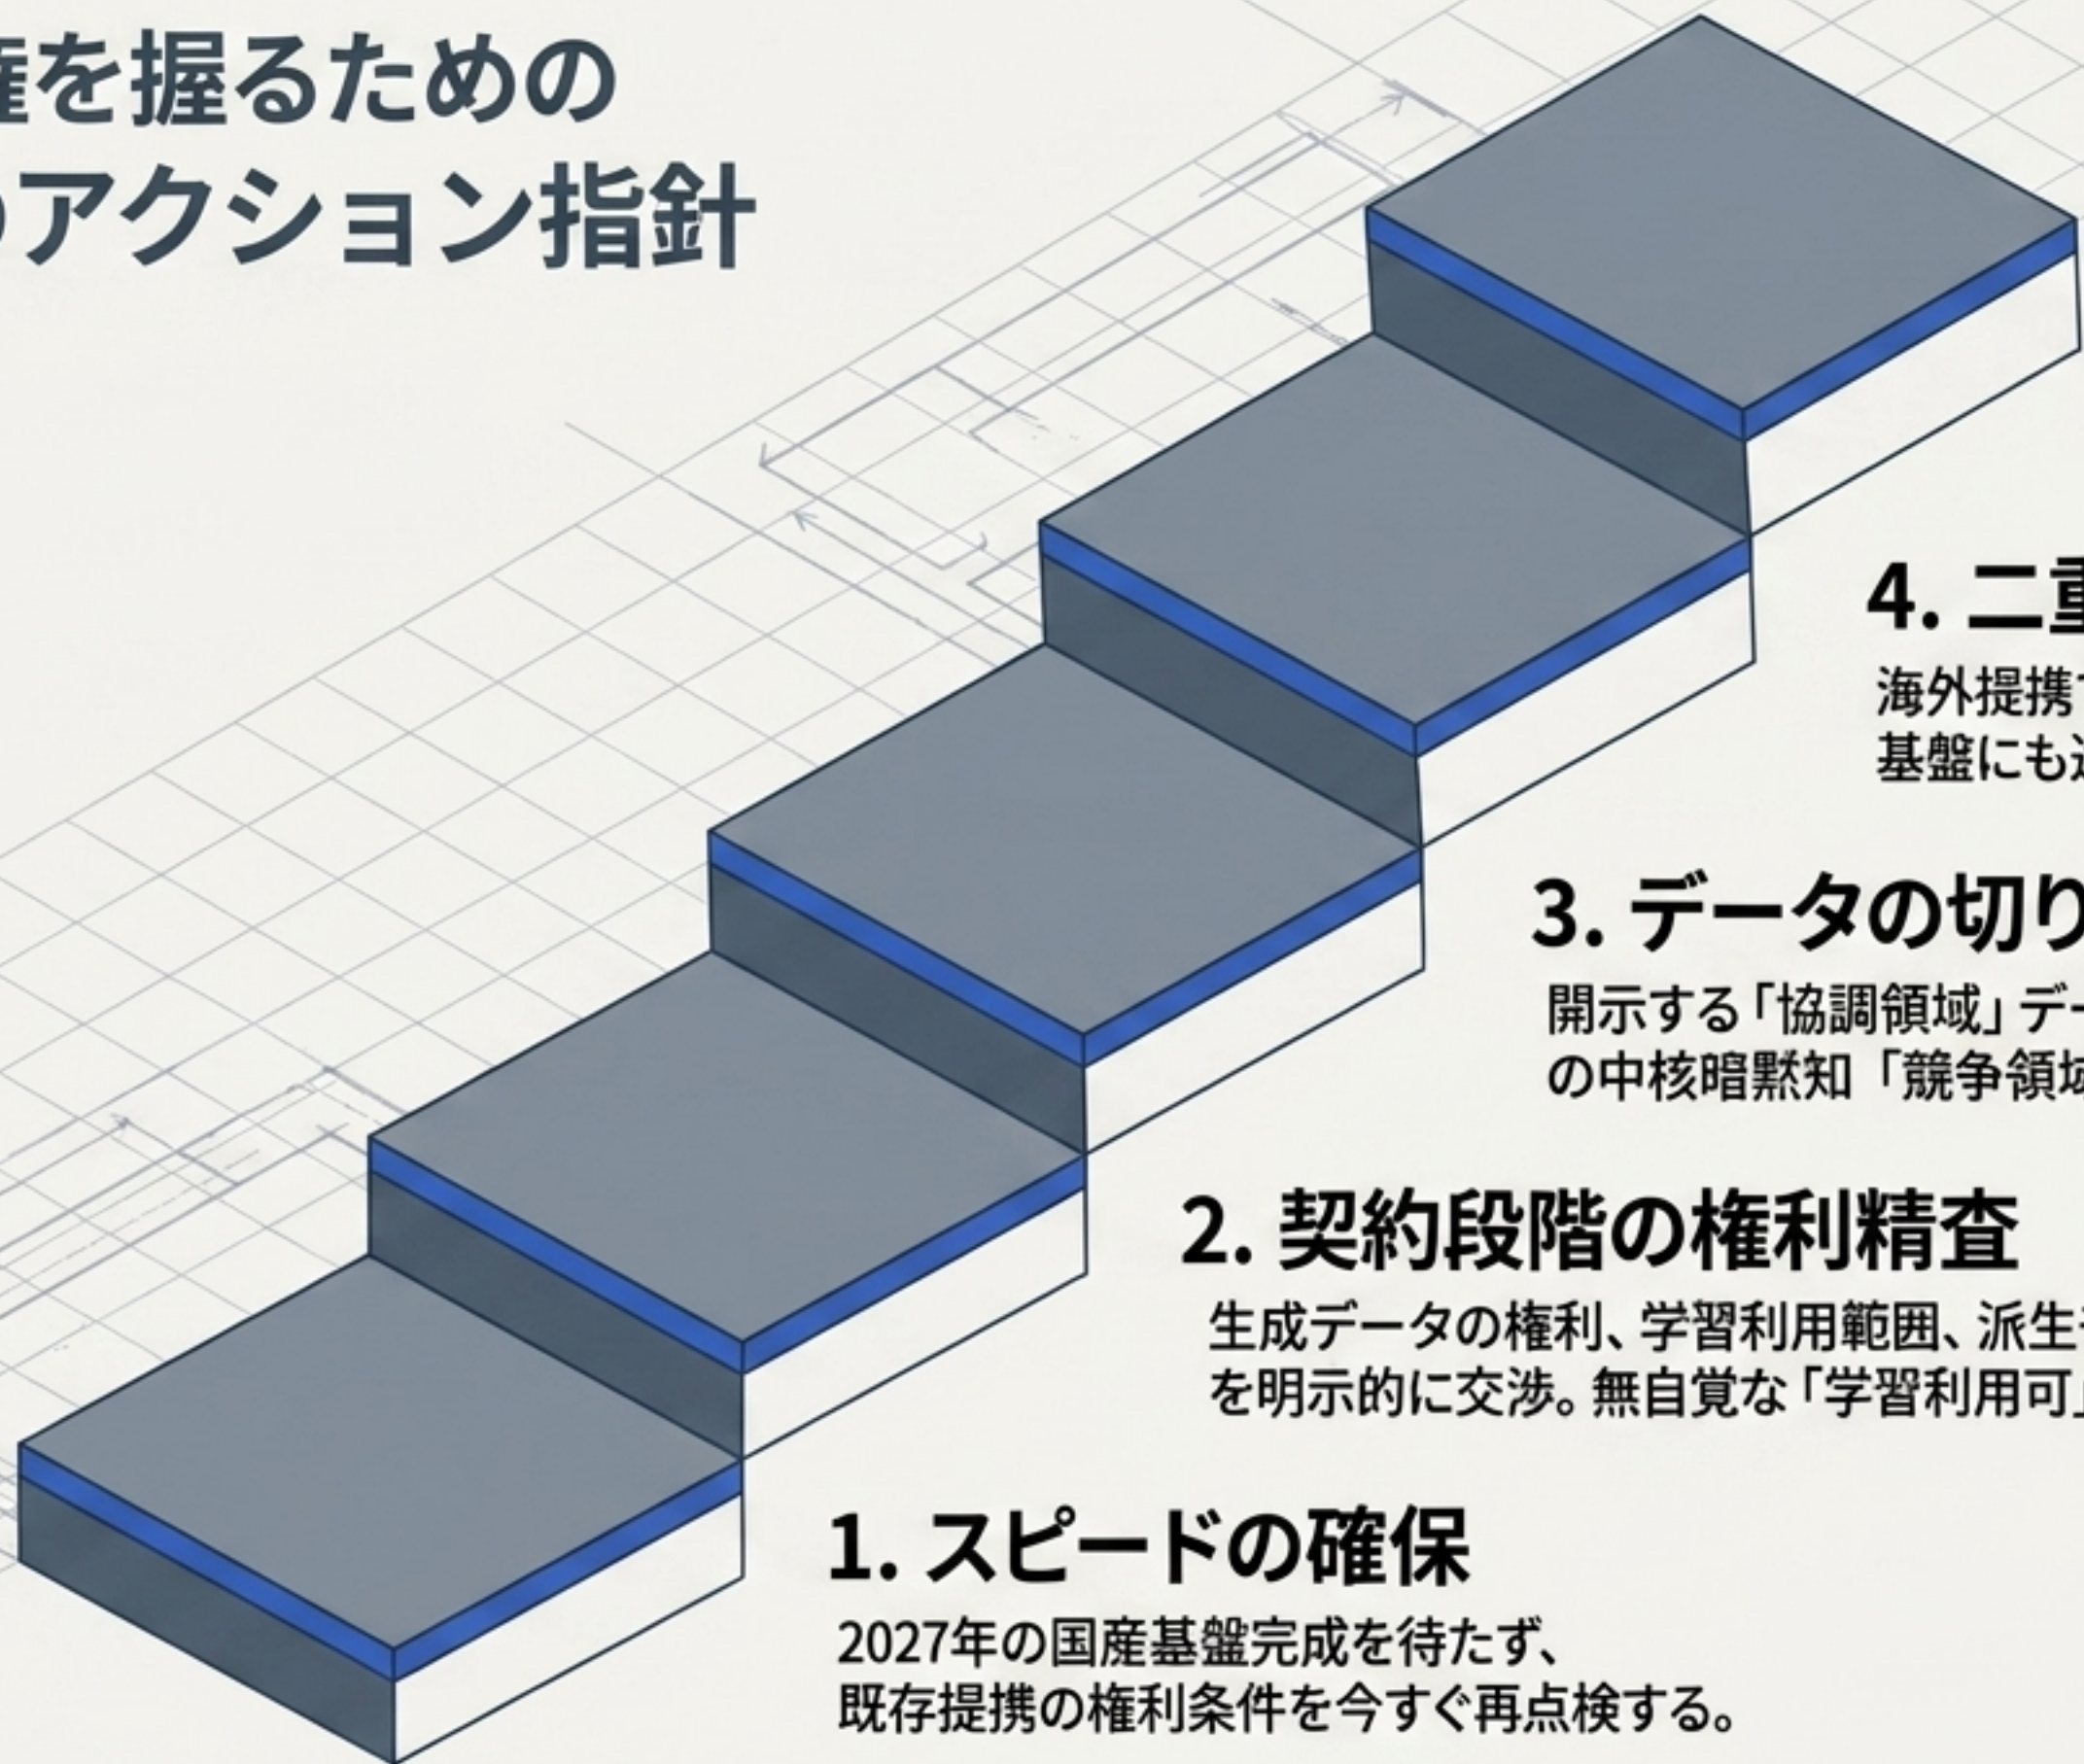 権を握るための
のアクション指針
4. 二重
海外提携
基盤にも
3. データの切り
開示する「協調領域」デー
の中核暗黙知「競争領域
2. 契約段階の権利精査
生成データの権利、学習利用範囲、派生
を明示的に交渉。無自覚な「学習利用可」
1. スピードの確保
2027年の国産基盤完成を待たず、
既存提携の権利条件を今すぐ再点検する。